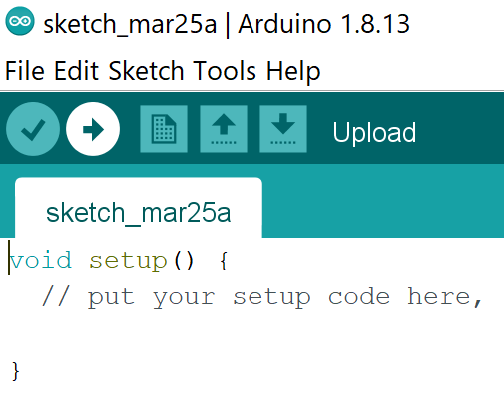 sketch_mar25a | Arduino 1.8.13
File Edit Sketch Tools Help
Upload
sketch_mar25a
void setup() {
  // put your setup code here,
}